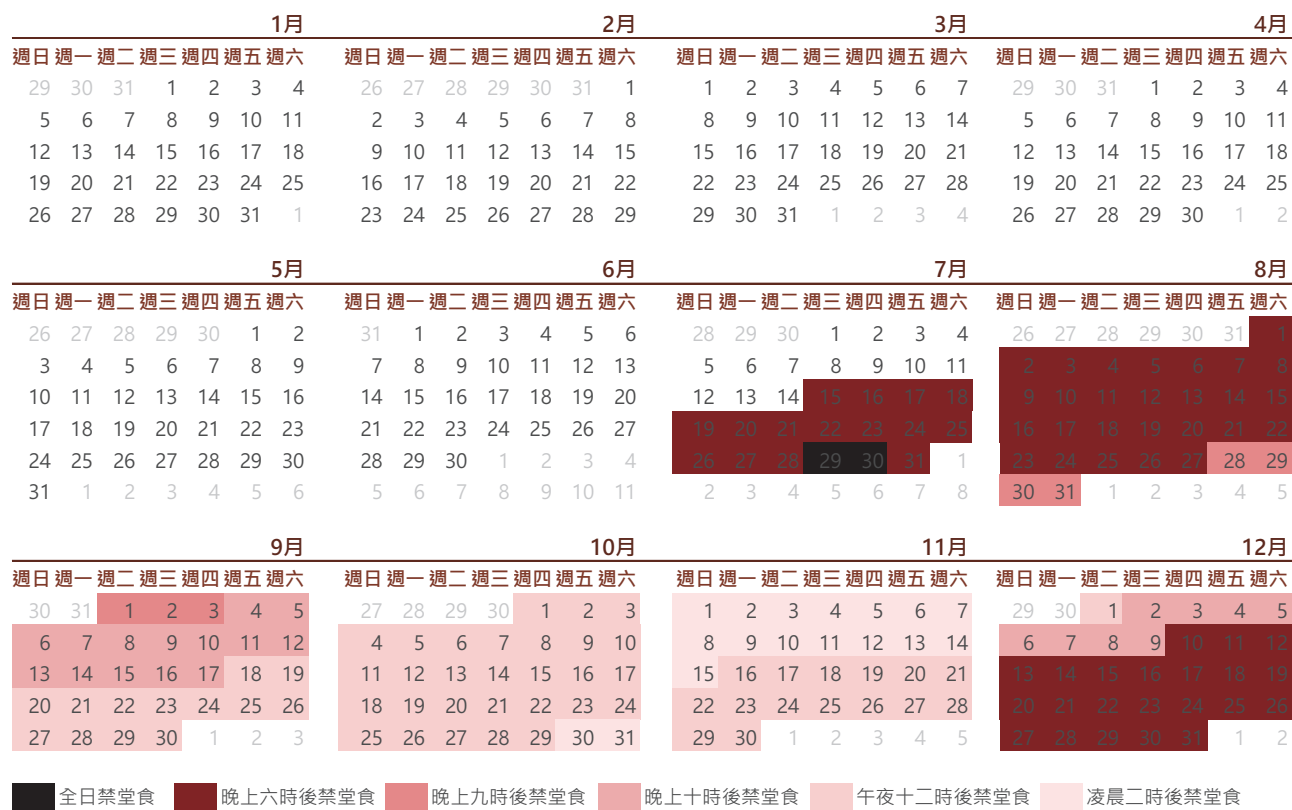 1月 2月 3月 4月
週日 週一 週二 週三 週四 週五 週六 週日 週一 週二 週三 週四 週五 週六 週日 週一 週二 週三 週四 週五 週六 週日 週一 週二 週三 週四 週五 週六
29 30 31 1 2 3 4 26 27 28 29 30 31 1 1 2 3 4 5 6 7 29 30 31 1 2 3 4
5 6 7 8 9 10 11 2 3 4 5 6 7 8 8 9 10 11 12 13 14 5 6 7 8 9 10 11
12 13 14 15 16 17 18 9 10 11 12 13 14 15 15 16 17 18 19 20 21 12 13 14 15 16 17 18
19 20 21 22 23 24 25 16 17 18 19 20 21 22 22 23 24 25 26 27 28 19 20 21 22 23 24 25
26 27 28 29 30 31 1 23 24 25 26 27 28 29 29 30 31 1 2 3 4 26 27 28 29 30 1 2
5月 6月 7月 8月
週日 週一 週二 週三 週四 週五 週六 週日 週一 週二 週三 週四 週五 週六 週日 週一 週二 週三 週四 週五 週六 週日 週一 週二 週三 週四 週五 週六
26 27 28 29 30 1 2 31 1 2 3 4 5 6 28 29 30 1 2 3 4 26 27 28 29 30 31 1
3 4 5 6 7 8 9 7 8 9 10 11 12 13 5 6 7 8 9 10 11 2 3 4 5 6 7 8
10 11 12 13 14 15 16 14 15 16 17 18 19 20 12 13 14 15 16 17 18 9 10 11 12 13 14 15
17 18 19 20 21 22 23 21 22 23 24 25 26 27 19 20 21 22 23 24 25 16 17 18 19 20 21 22
24 25 26 27 28 29 30 28 29 30 1 2 3 4 26 27 28 29 30 31 1 23 24 25 26 27 28 29
31 1 2 3 4 5 6 5 6 7 8 9 10 11 2 3 4 5 6 7 8 30 31 1 2 3 4 5
9月 10月 11月 12月
週日 週一 週二 週三 週四 週五 週六 週日 週一 週二 週三 週四 週五 週六 週日 週一 週二 週三 週四 週五 週六 週日 週一 週二 週三 週四 週五 週六
30 31 1 2 3 4 5 27 28 29 30 1 2 3 1 2 3 4 5 6 7 29 30 1 2 3 4 5
6 7 8 9 10 11 12 4 5 6 7 8 9 10 8 9 10 11 12 13 14 6 7 8 9 10 11 12
13 14 15 16 17 18 19 11 12 13 14 15 16 17 15 16 17 18 19 20 21 13 14 15 16 17 18 19
20 21 22 23 24 25 26 18 19 20 21 22 23 24 22 23 24 25 26 27 28 20 21 22 23 24 25 26
27 28 29 30 1 2 3 25 26 27 28 29 30 31 29 30 1 2 3 4 5 27 28 29 30 31 1 2
全日禁堂食 晚上六時後禁堂食 晚上九時後禁堂食 晚上十時後禁堂食 午夜十二時後禁堂食 凌晨二時後禁堂食